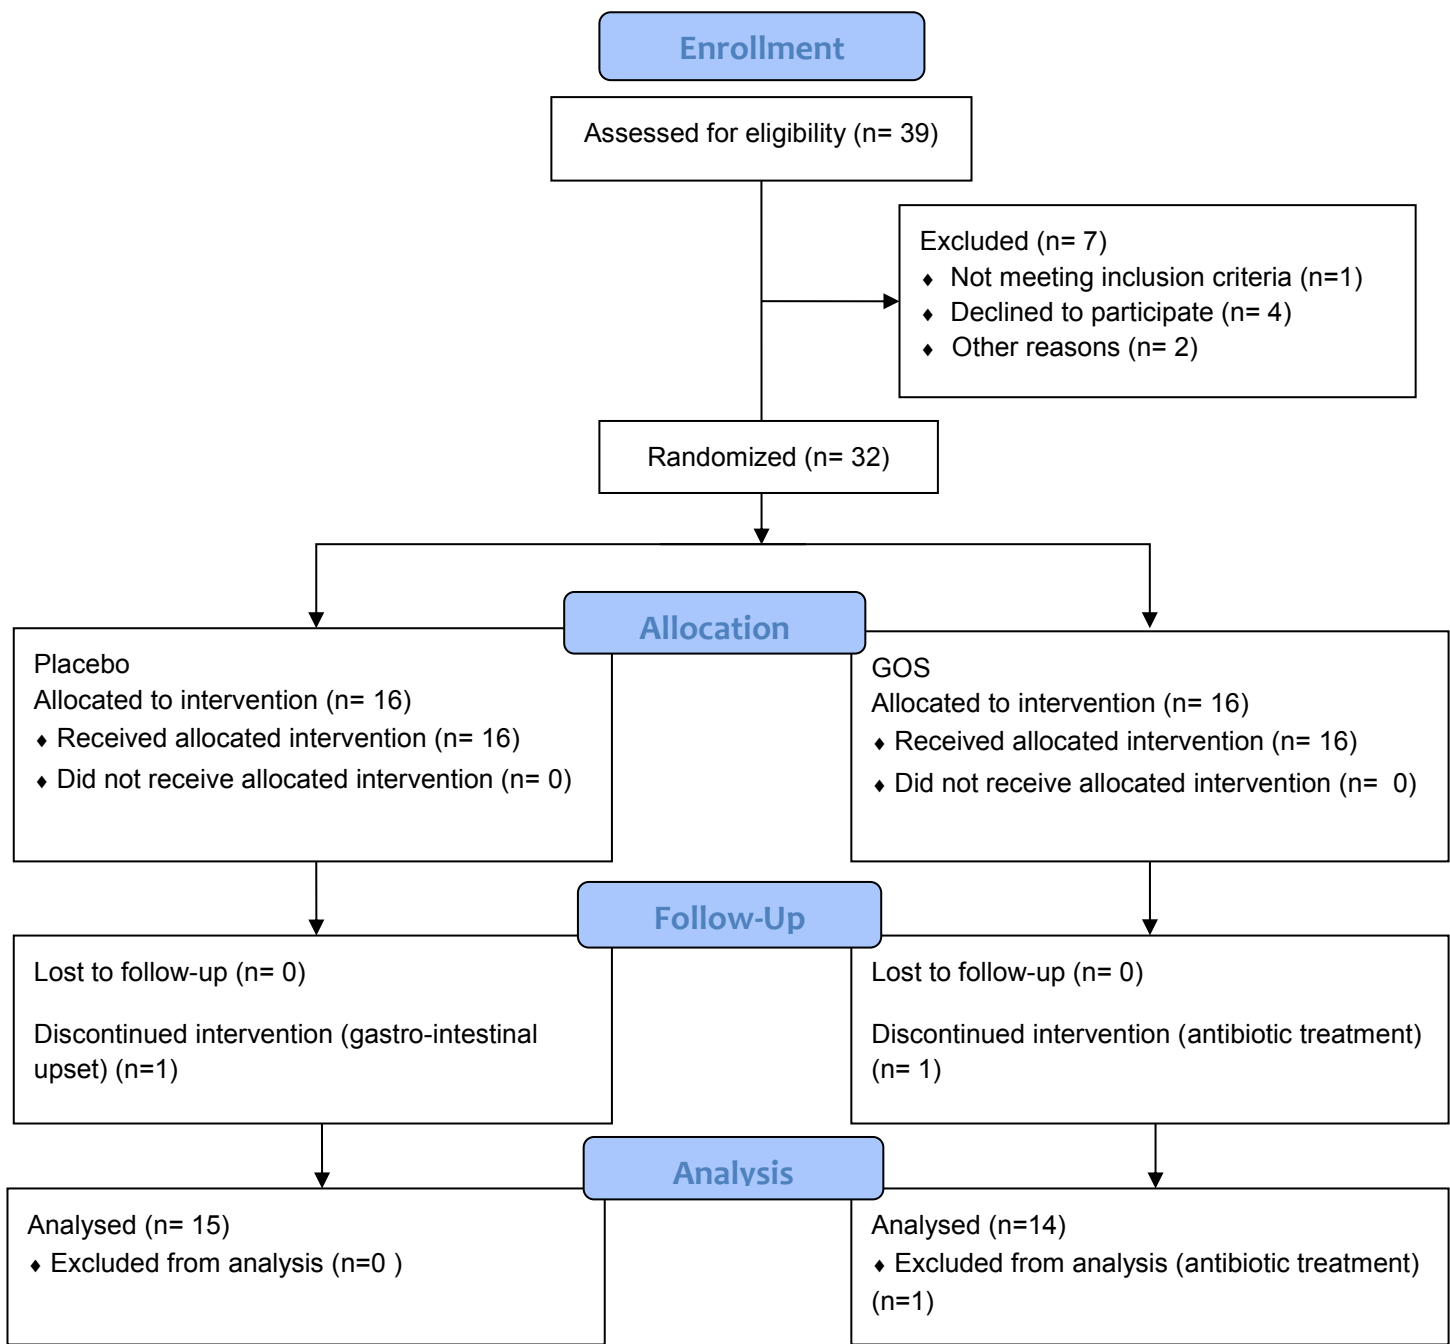 Enrollment
Assessed for eligibility (n= 39)
Excluded (n= 7)
♦ Not meeting inclusion criteria (n=1)
♦ Declined to participate (n= 4)
♦ Other reasons (n= 2)
Randomized (n= 32)
Allocation
Placebo
Allocated to intervention (n= 16)
♦ Received allocated intervention (n= 16)
♦ Did not receive allocated intervention (n= 0)
GOS
Allocated to intervention (n= 16)
♦ Received allocated intervention (n= 16)
♦ Did not receive allocated intervention (n=  0)
Follow-Up
Lost to follow-up (n= 0)
Discontinued intervention (gastro-intestinal
upset) (n=1)
Lost to follow-up (n= 0)
Discontinued intervention (antibiotic treatment)
(n= 1)
Analysis
Analysed (n= 15)
♦ Excluded from analysis (n=0 )
Analysed (n=14)
♦ Excluded from analysis (antibiotic treatment)
(n=1)